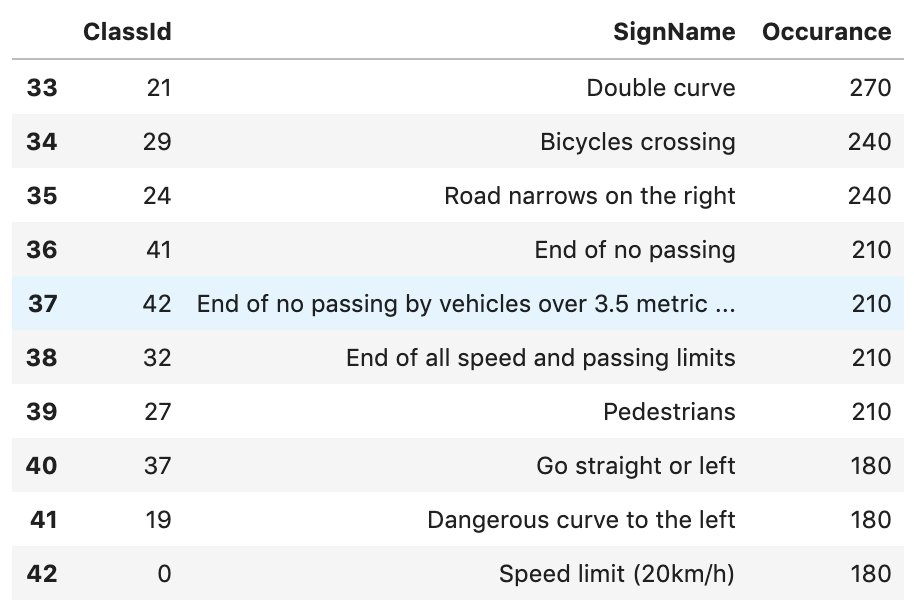 ClassId SignName Occurance
33 21 Double curve 270
34 29 Bicycles crossing 240
35 24 Road narrows on the right 240
36 41 End of no passing 210
37 42 End of no passing by vehicles over 3.5 metric ... 210
38 32 End of all speed and passing limits 210
39 27 Pedestrians 210
40 37 Go straight or left 180
41 19 Dangerous curve to the left 180
42 0 Speed limit (20km/h) 180